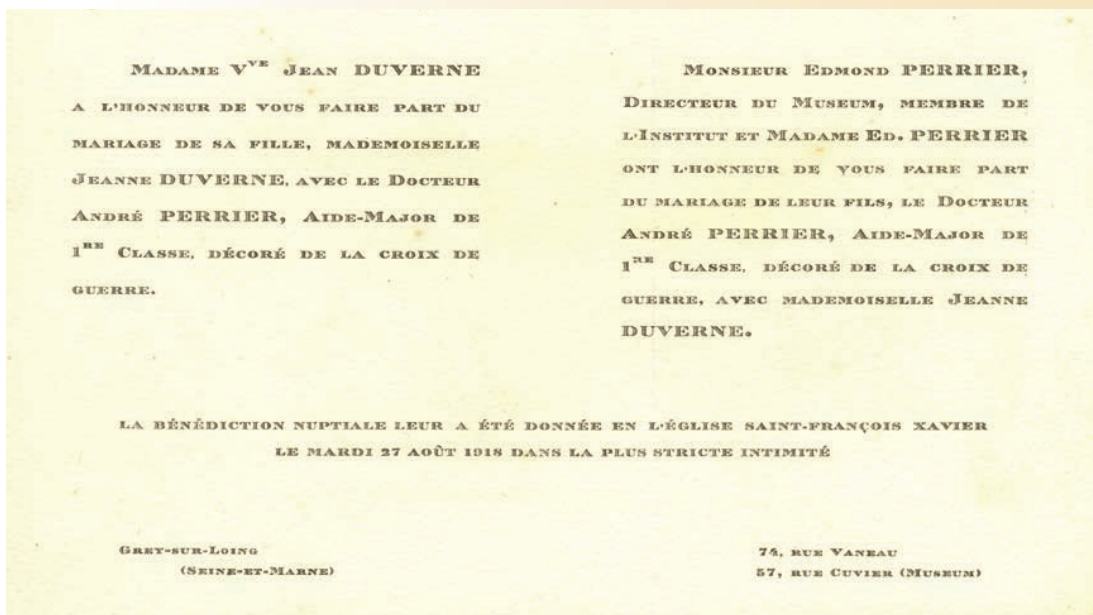 Madame Vve Jean DUVERNE
a l'honneur de vous faire part du
mariage de sa fille, mademoiselle
Jeanne DUVERNE, avec le Docteur
André PERRIER, Aide-Major de
1re Classe, décoré de la croix de
guerre.
Monsieur Edmond PERRIER,
Directeur du Museum, membre de
l'Institut et Madame Ed. PERRIER
ont l'honneur de vous faire part
du mariage de leur fils, le Docteur
André PERRIER, Aide-Major de
1re Classe, décoré de la croix de
guerre, avec mademoiselle Jeanne
DUVERNE.
LA BÉNÉDICTION NUPTIALE LEUR A ÉTÉ DONNÉE EN L'ÉGLISE SAINT-FRANÇOIS XAVIER
LE MARDI 27 AOÛT 1918 DANS LA PLUS STRICTE INTIMITÉ
Grey-sur-Loing
(Seine-et-Marne)
74, rue Vaneau
57, rue Cuvier (Museum)